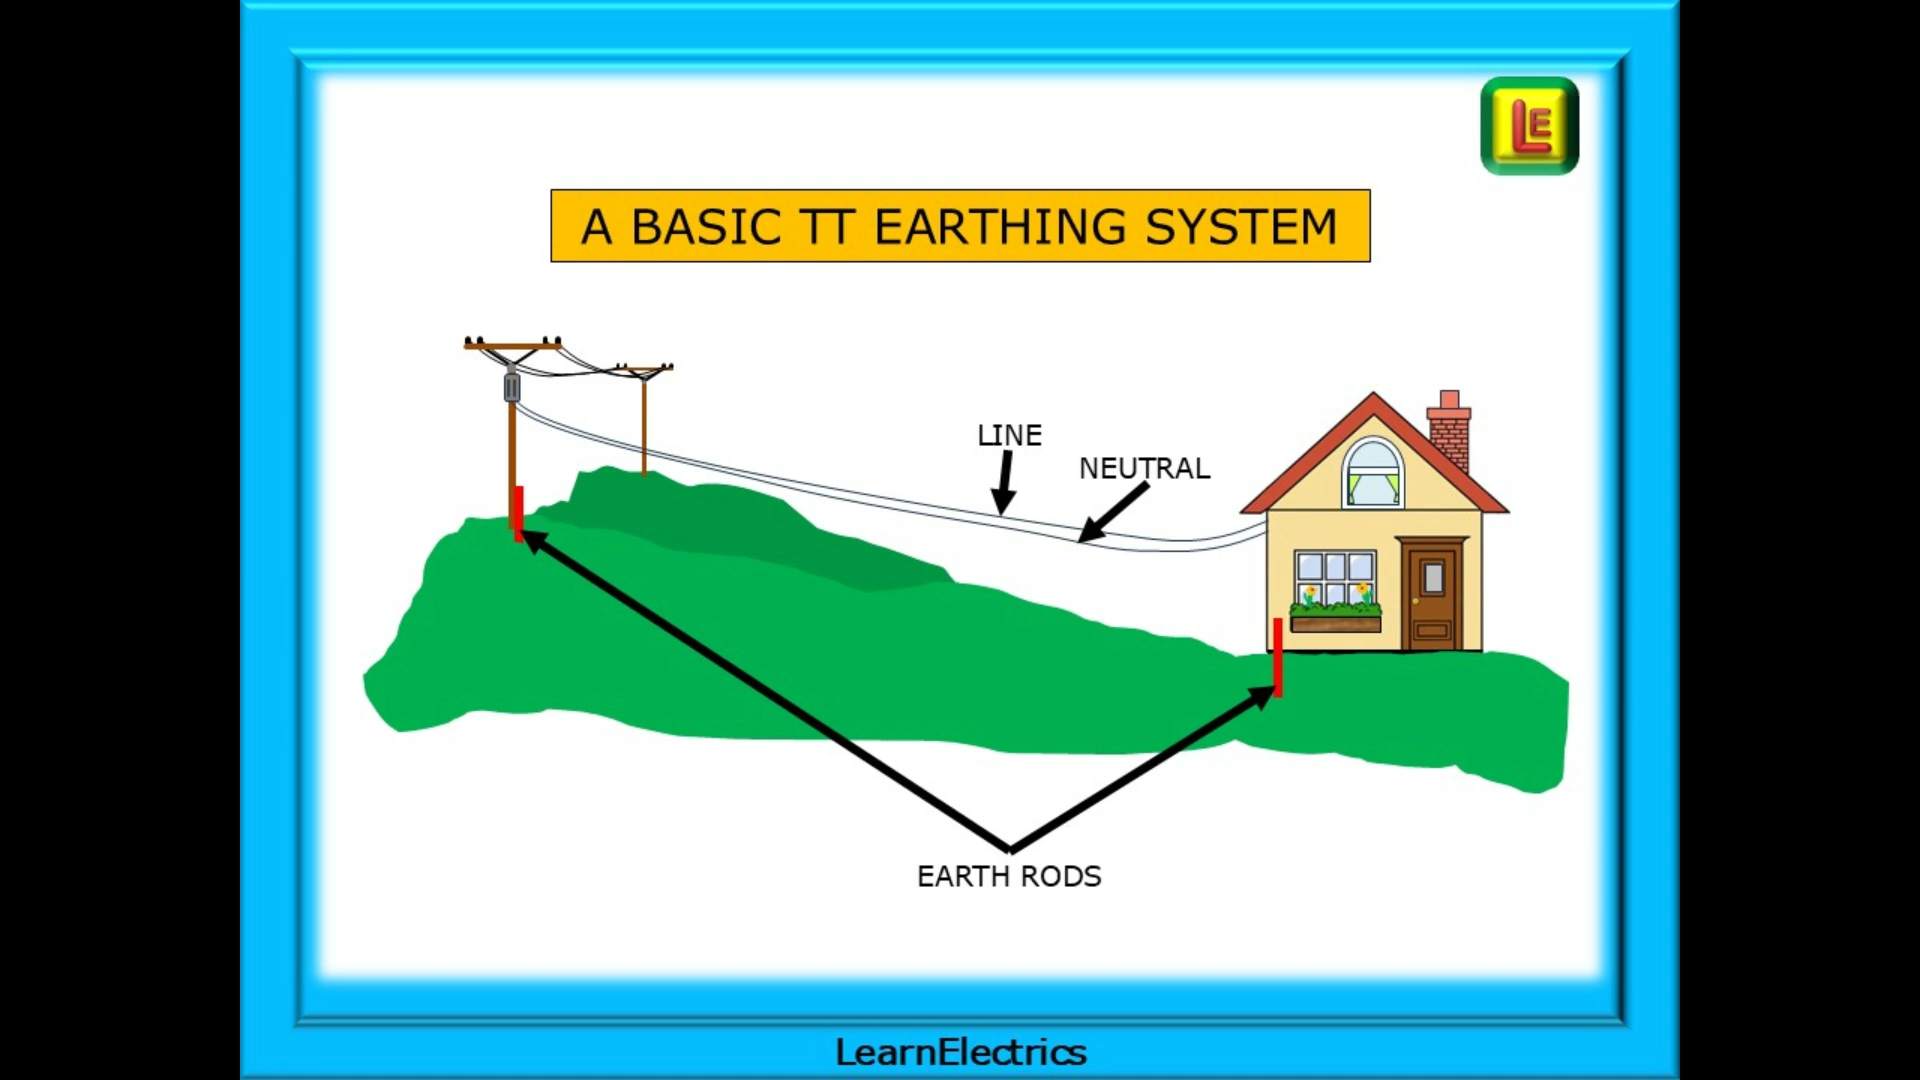 LE
A BASIC TT EARTHING SYSTEM
LINE
NEUTRAL
EARTH RODS
LearnElectrics